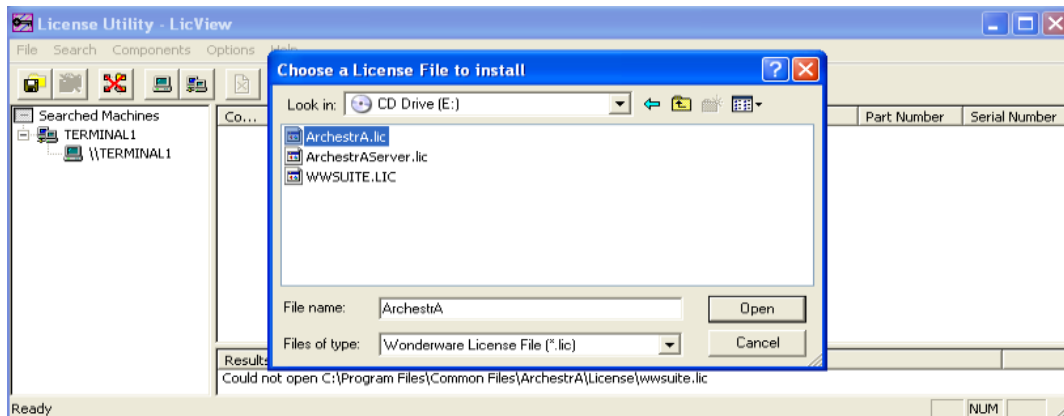 License Utility - LicView
File Search Components Options Help
Choose a License File to install
Look in: CD Drive (E:)
Searched Machines
TERMINAL1
\\TERMINAL1
Co...
Part Number Serial Number
ArchestrA.lic
ArchestrAServer.lic
WWSUITE.LIC
File name: ArchestrA Open
Files of type: Wonderware License File (*.lic) Cancel
Results
Could not open C:\Program Files\Common Files\ArchestrA\License\wwsuite.lic
Ready NUM